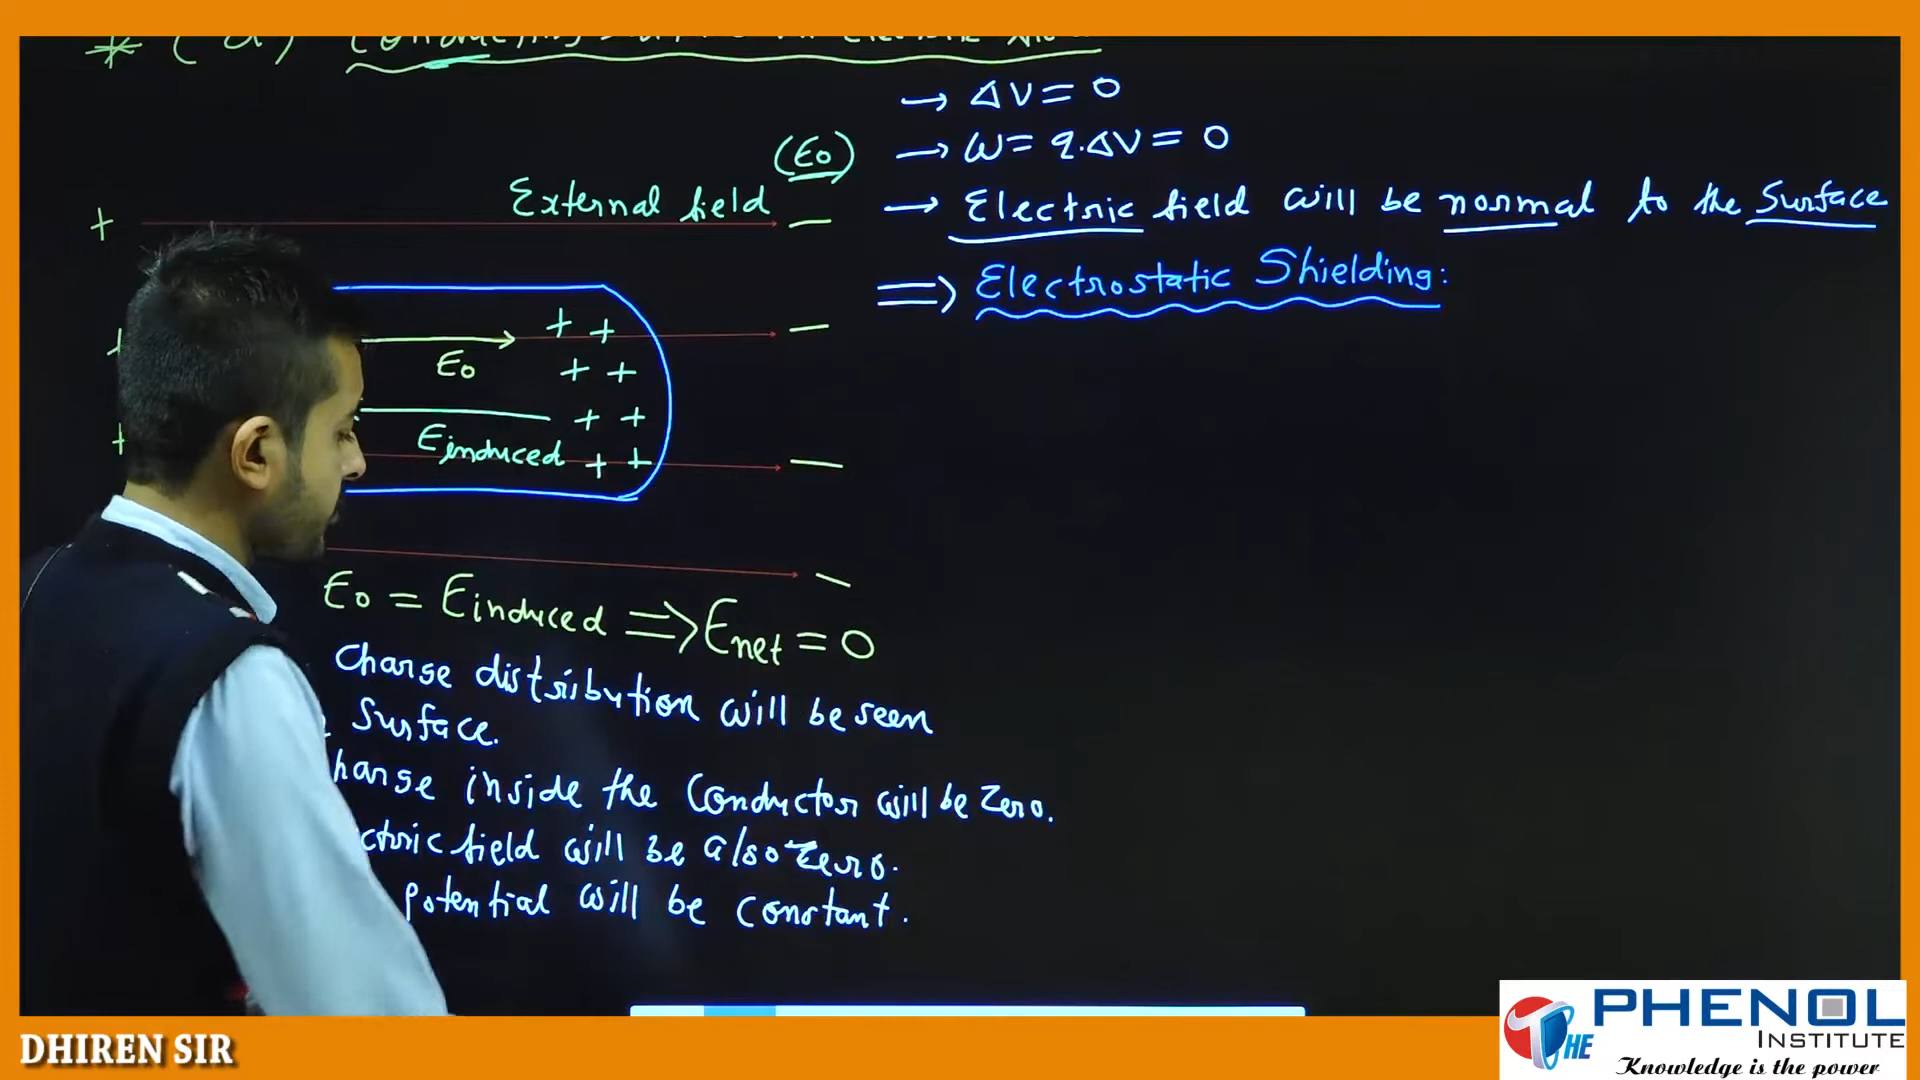 * (a) Conducting
(E₀)
External field
+ —
+ + + —
E₀
+ +
+ + +
Einduced + + —
—
E₀ = Einduced ⟹ Enet = 0
Charge distribution will be seen
Surface.
harge inside the Conductor will be Zero.
ctric field will be also Zero.
potential will be constant.
→ ΔV = 0
→ W = q.ΔV = 0
→ Electric field will be normal to the Surface
⟹ Electrostatic Shielding:
DHIREN SIR
THE PHENOL
INSTITUTE
Knowledge is the power